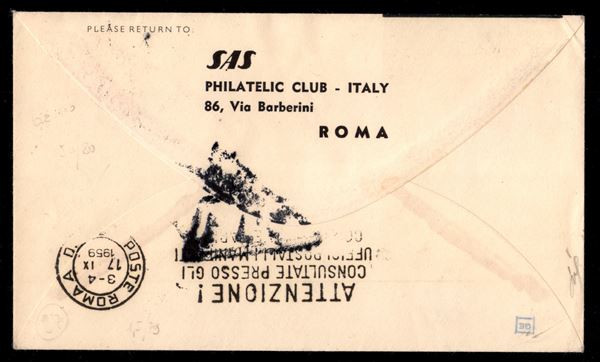 PLEASE RETURN TO:
SAS
PHILATELIC CLUB - ITALY
86, Via Barberini
ROMA
POSTE ROMA A. D.
3-4
17 IX
1959
ATTENZIONE!
CONSULTATE PRESSO GLI
UFFICI POSTALI I MANIFESTI